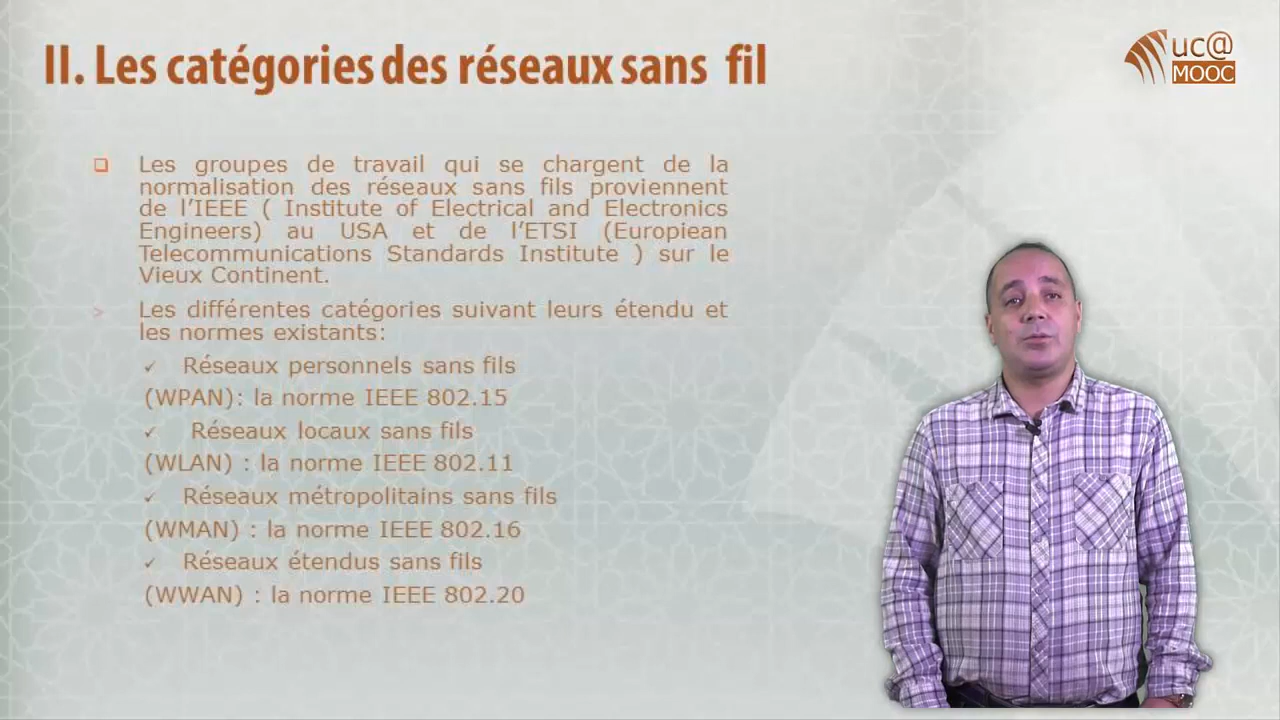 II. Les catégories des réseaux sans fil
uc@
MOOC
Les groupes de travail qui se chargent de la
normalisation des réseaux sans fils proviennent
de l'IEEE ( Institute of Electrical and Electronics
Engineers) au USA et de l'ETSI (Europiean
Telecommunications Standards Institute ) sur le
Vieux Continent.
Les différentes catégories suivant leurs étendu et
les normes existants:
Réseaux personnels sans fils
(WPAN): la norme IEEE 802.15
Réseaux locaux sans fils
(WLAN) : la norme IEEE 802.11
Réseaux métropolitains sans fils
(WMAN) : la norme IEEE 802.16
Réseaux étendus sans fils
(WWAN) : la norme IEEE 802.20